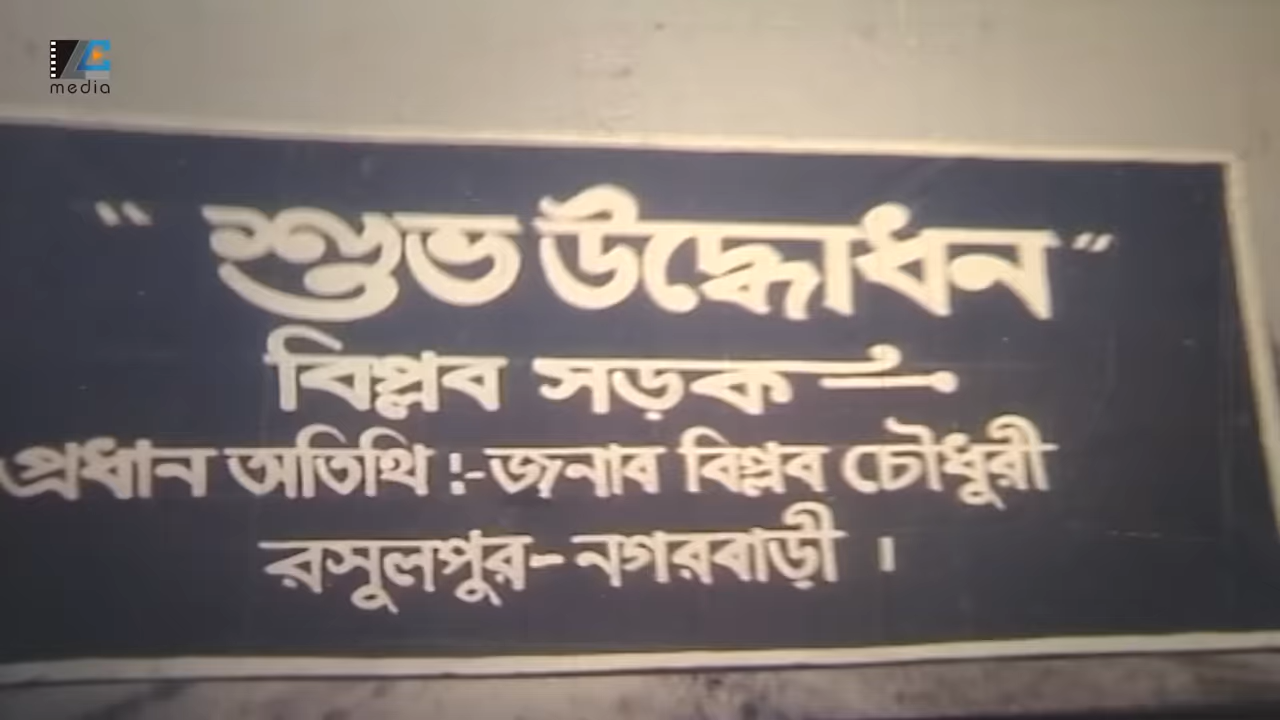 media
“ শুভ উদ্ধোধন ”
বিপ্লব সড়ক
প্রধান অতিথি :- জনাব বিপ্লব চৌধুরী
রসুলপুর - নগরবাড়ী ।